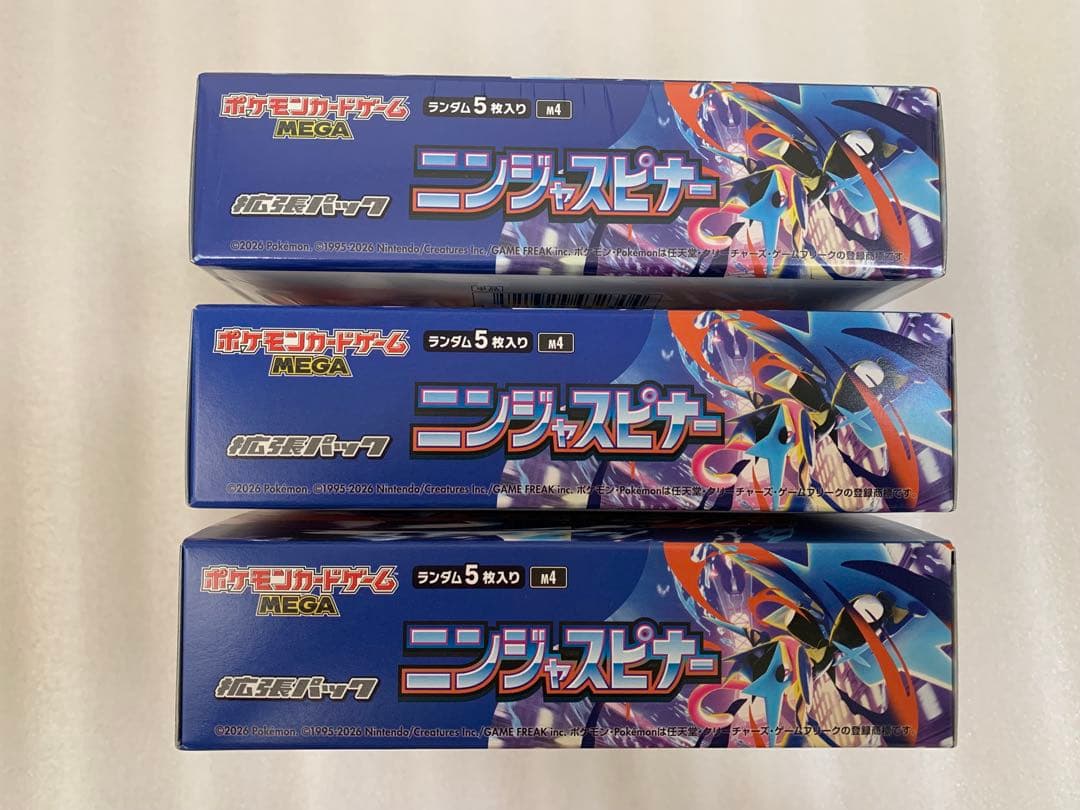 ポケモンカードゲーム
MEGA
ランダム5枚入り M4
ニンジャスピナー
拡張パック
©2026 Pokémon. ©1995-2026 Nintendo/Creatures Inc./GAME FREAK inc. ポケモン・Pokémonは任天堂・クリーチャーズ・ゲームフリークの登録商標です。
ポケモンカードゲーム
MEGA
ランダム5枚入り M4
ニンジャスピナー
拡張パック
©2026 Pokémon. ©1995-2026 Nintendo/Creatures Inc./GAME FREAK inc. ポケモン・Pokémonは任天堂・クリーチャーズ・ゲームフリークの登録商標です。
ポケモンカードゲーム
MEGA
ランダム5枚入り M4
ニンジャスピナー
拡張パック
©2026 Pokémon. ©1995-2026 Nintendo/Creatures Inc./GAME FREAK inc. ポケモン・Pokémonは任天堂・クリーチャーズ・ゲームフリークの登録商標です。